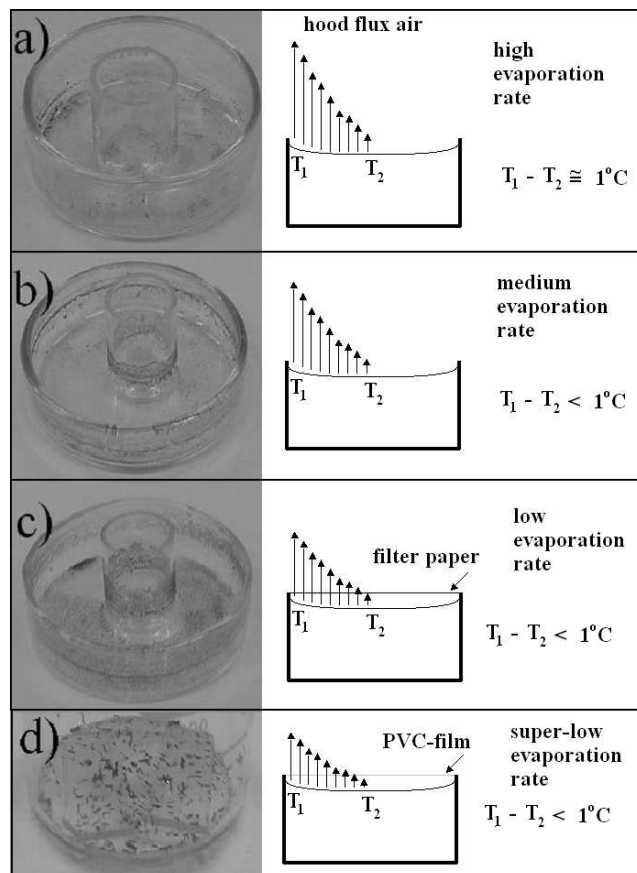 a)
hood flux air
high
evaporation
rate
T₁
T₂
T₁ - T₂ ≅ 1°C
b)
medium
evaporation
rate
T₁
T₂
T₁ - T₂ < 1°C
c)
low
evaporation
rate
filter paper
T₁
T₂
T₁ - T₂ < 1°C
d)
PVC-film
super-low
evaporation
rate
T₁
T₂
T₁ - T₂ < 1°C